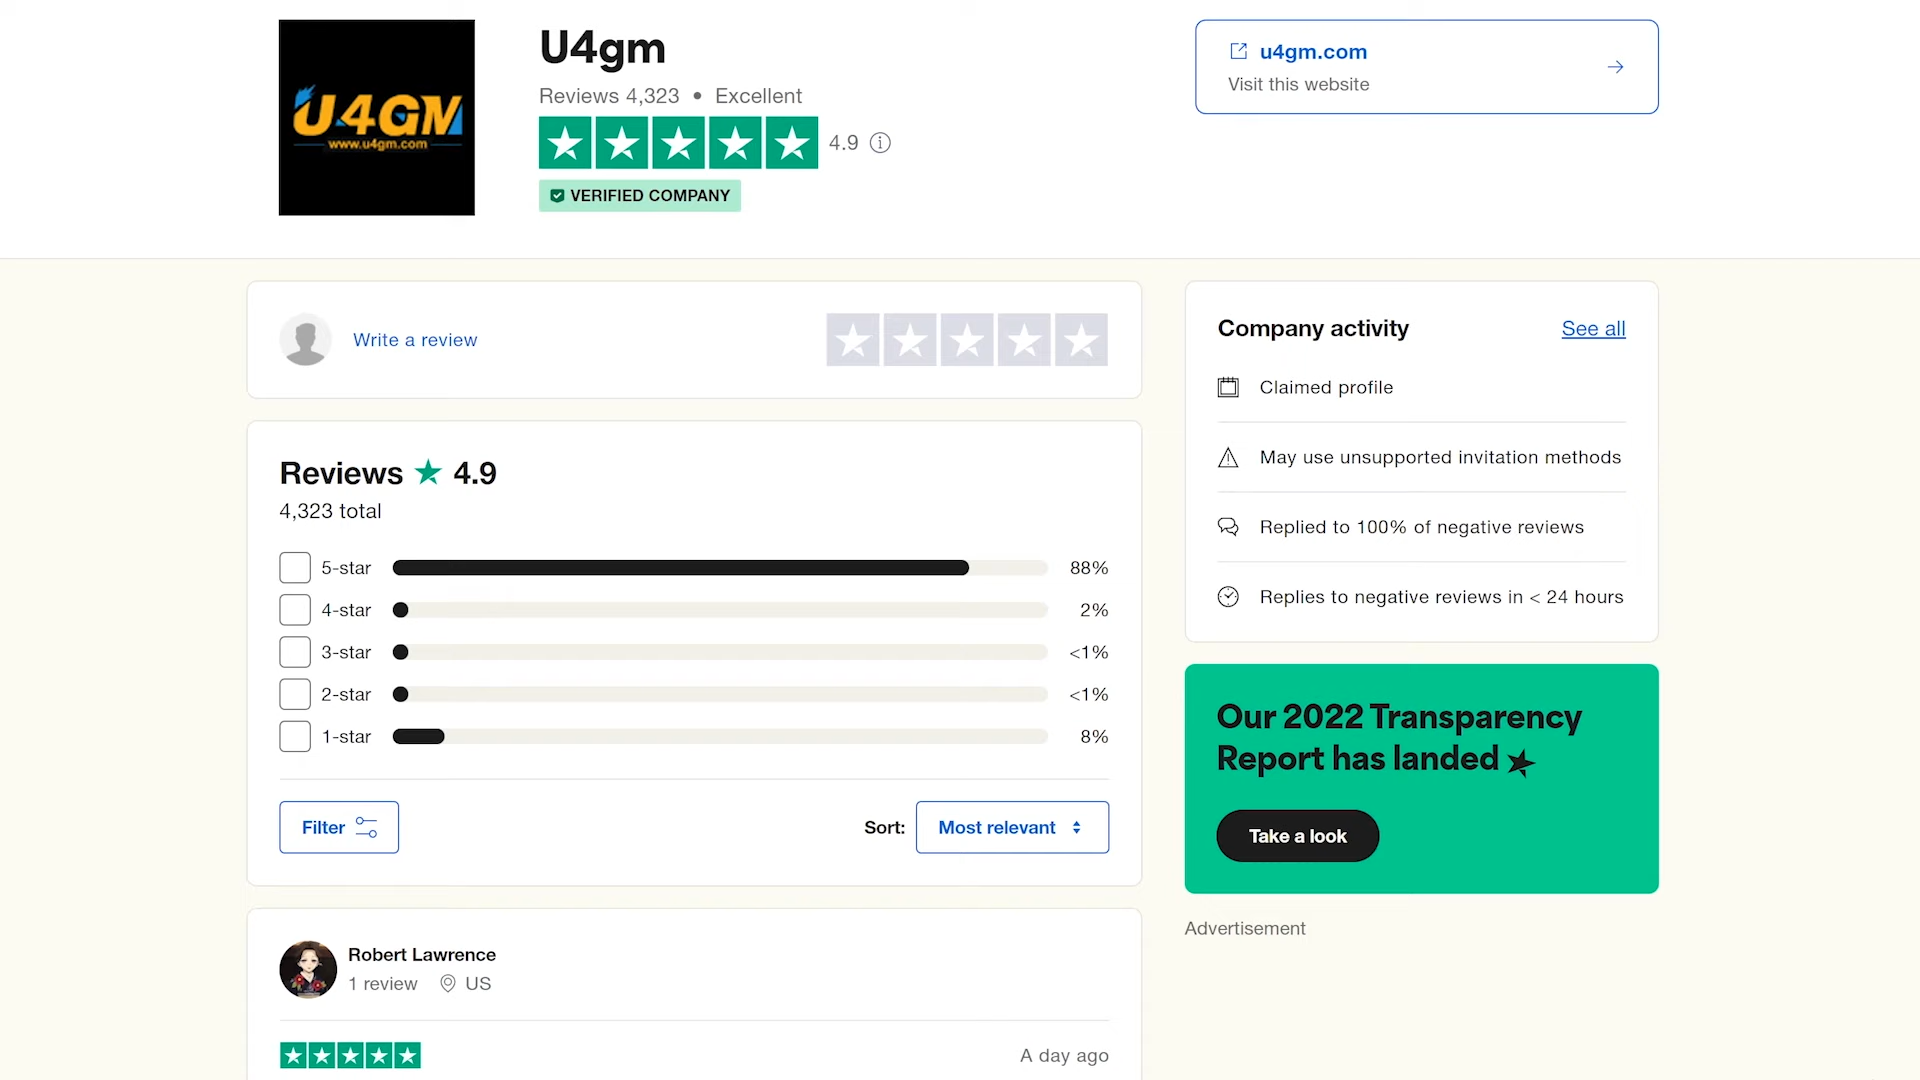 U4GM
www.u4gm.com
U4gm
Reviews 4,323 • Excellent
4.9
VERIFIED COMPANY
u4gm.com
Visit this website
Write a review
Reviews ★ 4.9
4,323 total
5-star 88%
4-star 2%
3-star <1%
2-star <1%
1-star 8%
Filter
Sort: Most relevant
Robert Lawrence
1 review US
A day ago
Company activity See all
Claimed profile
May use unsupported invitation methods
Replied to 100% of negative reviews
Replies to negative reviews in < 24 hours
Our 2022 Transparency
Report has landed
Take a look
Advertisement